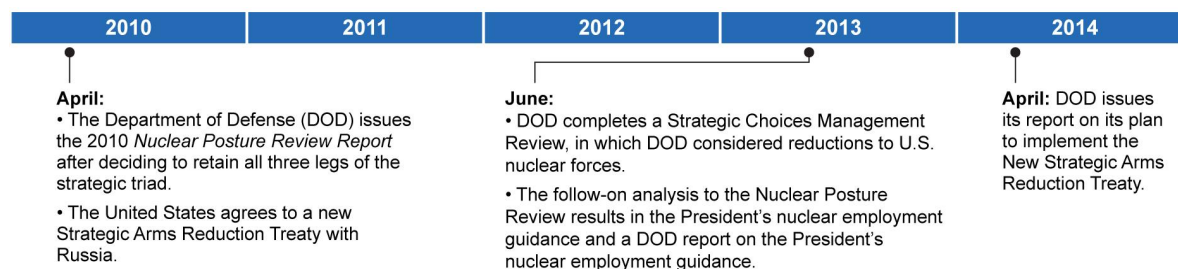 2010 2011 2012 2013 2014
April:
• The Department of Defense (DOD) issues
the 2010 Nuclear Posture Review Report
after deciding to retain all three legs of the
strategic triad.
• The United States agrees to a new
Strategic Arms Reduction Treaty with
Russia.
June:
• DOD completes a Strategic Choices Management
Review, in which DOD considered reductions to U.S.
nuclear forces.
• The follow-on analysis to the Nuclear Posture
Review results in the President’s nuclear employment
guidance and a DOD report on the President’s
nuclear employment guidance.
April: DOD issues
its report on its plan
to implement the
New Strategic Arms
Reduction Treaty.